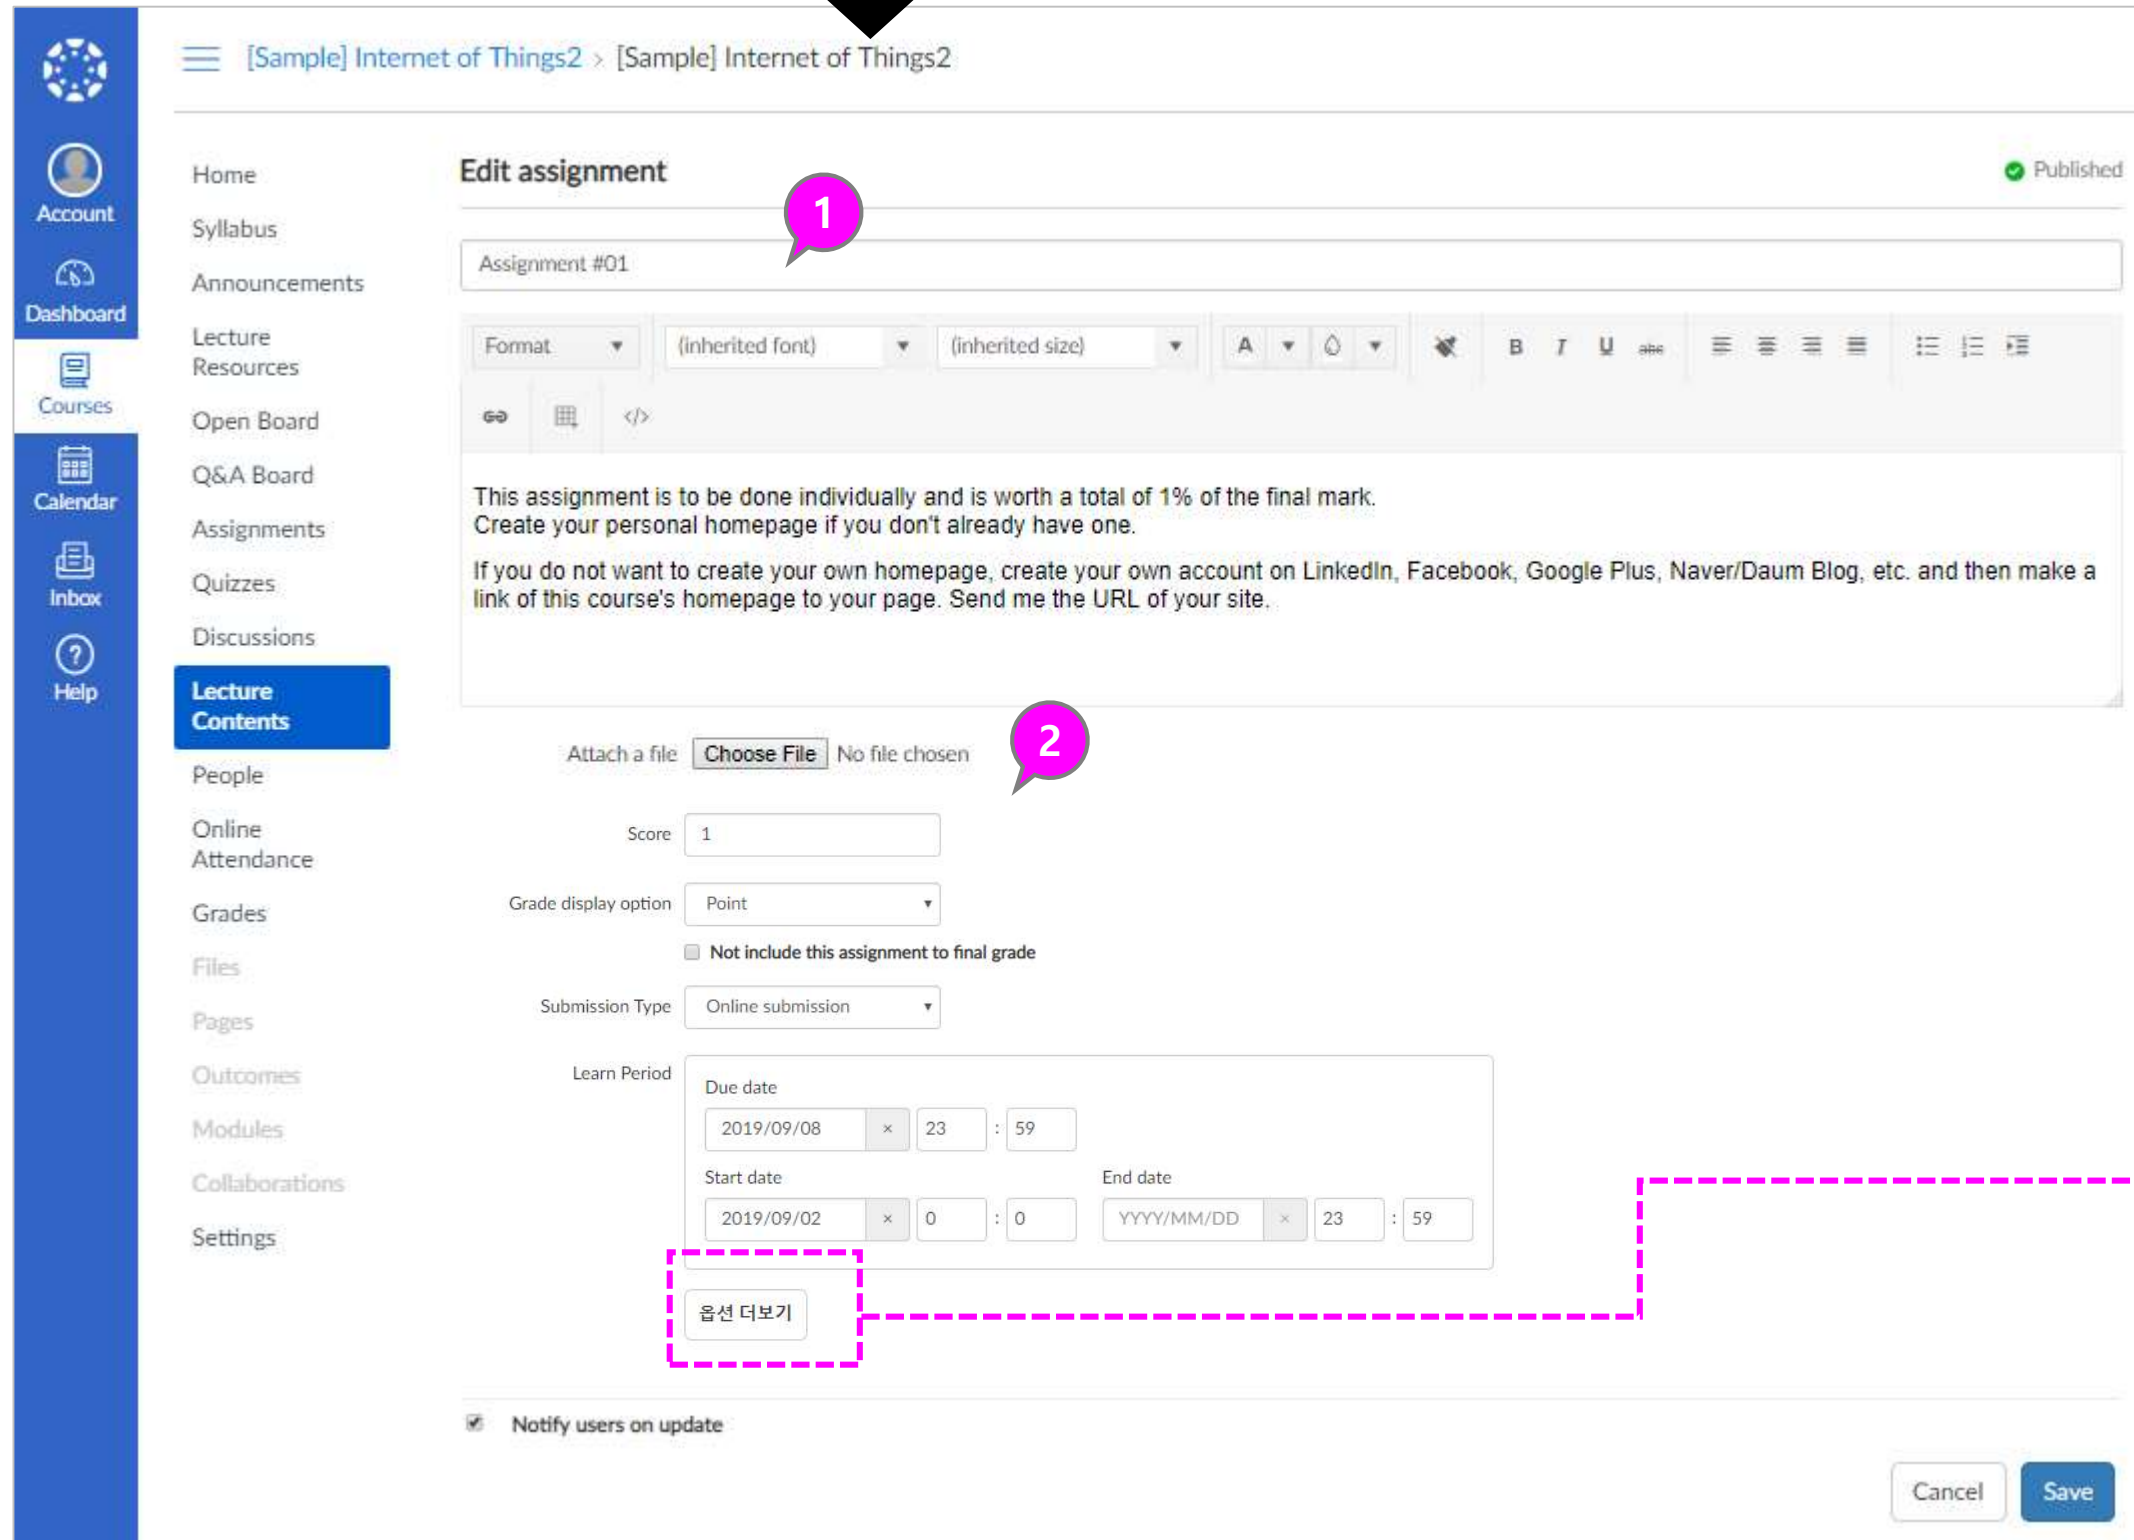 [Sample] Internet of Things2 > [Sample] Internet of Things2
Account
Dashboard
Courses
Calendar
Inbox
Help
Home
Syllabus
Announcements
Lecture
Resources
Open Board
Q&A Board
Assignments
Quizzes
Discussions
Lecture
Contents
People
Online
Attendance
Grades
Files
Pages
Outcomes
Modules
Collaborations
Settings
Edit assignment
Published
1
Assignment #01
Format (inherited font) (inherited size) A B I U abc
</>
This assignment is to be done individually and is worth a total of 1% of the final mark.
Create your personal homepage if you don't already have one.
If you do not want to create your own homepage, create your own account on LinkedIn, Facebook, Google Plus, Naver/Daum Blog, etc. and then make a
link of this course's homepage to your page. Send me the URL of your site.
2
Attach a file Choose File No file chosen
Score 1
Grade display option Point
Not include this assignment to final grade
Submission Type Online submission
Learn Period
Due date
2019/09/08 × 23 : 59
Start date End date
2019/09/02 × 0 : 0 YYYY/MM/DD × 23 : 59
옵션 더보기
Notify users on update
Cancel Save